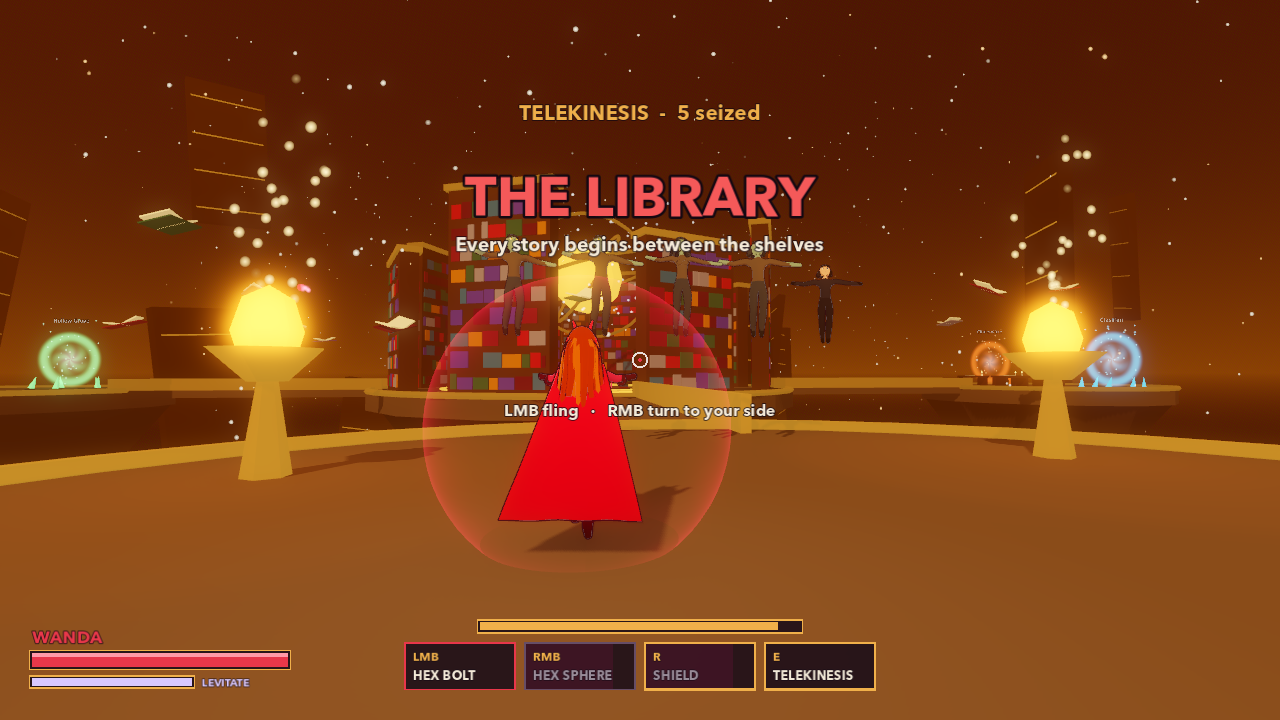 TELEKINESIS - 5 seized
THE LIBRARY
Every story begins between the shelves
LMB fling · RMB turn to your side
WANDA
LEVITATE
LMB
HEX BOLT
RMB
HEX SPHERE
R
SHIELD
E
TELEKINESIS